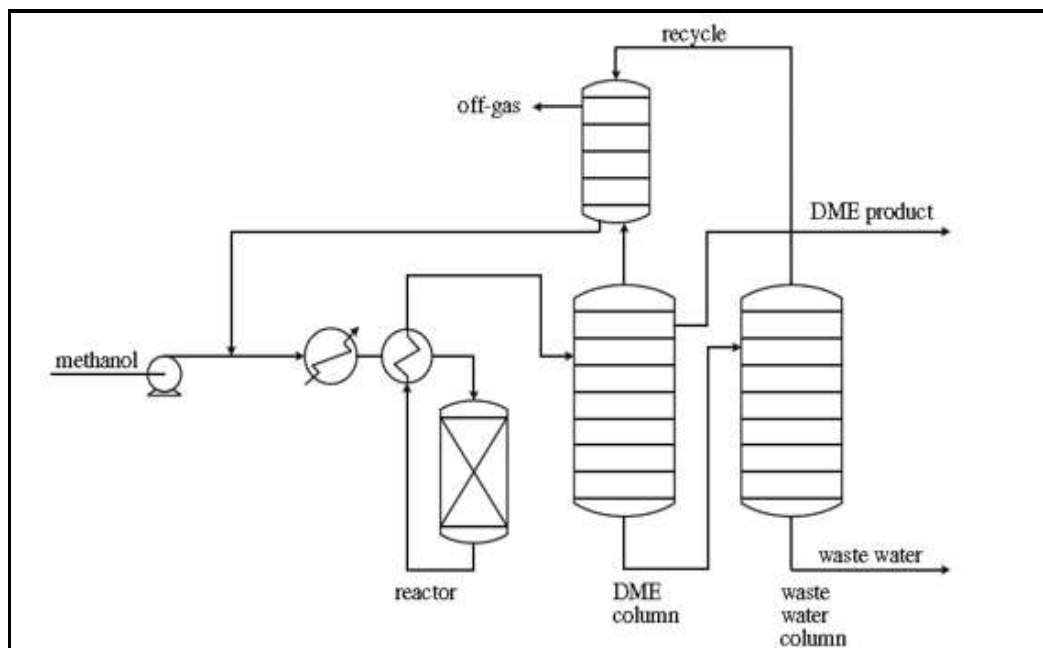 recycle
off-gas
DME product
methanol
waste water
reactor
DME
column
waste
water
column